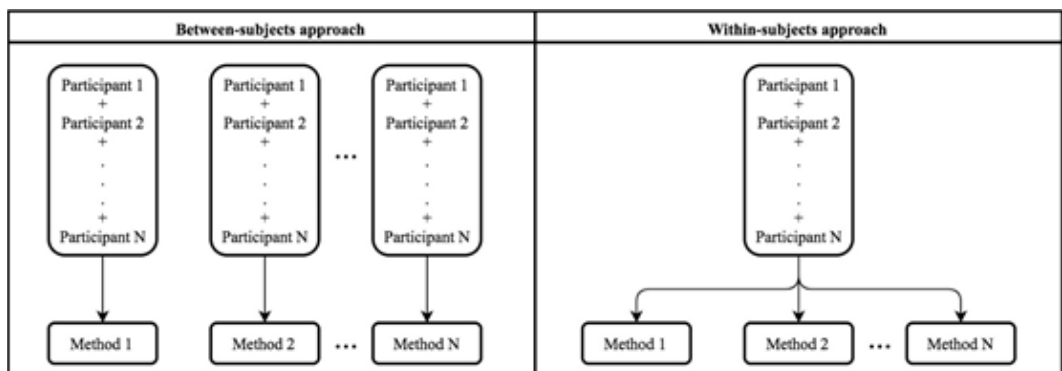 Between-subjects approach
Within-subjects approach
Participant 1
+
Participant 2
+
.
.
.
+
Participant N
Participant 1
+
Participant 2
+
.
.
.
+
Participant N
...
Participant 1
+
Participant 2
+
.
.
.
+
Participant N
Method 1
Method 2
...
Method N
Participant 1
+
Participant 2
+
.
.
.
+
Participant N
Method 1
Method 2
...
Method N